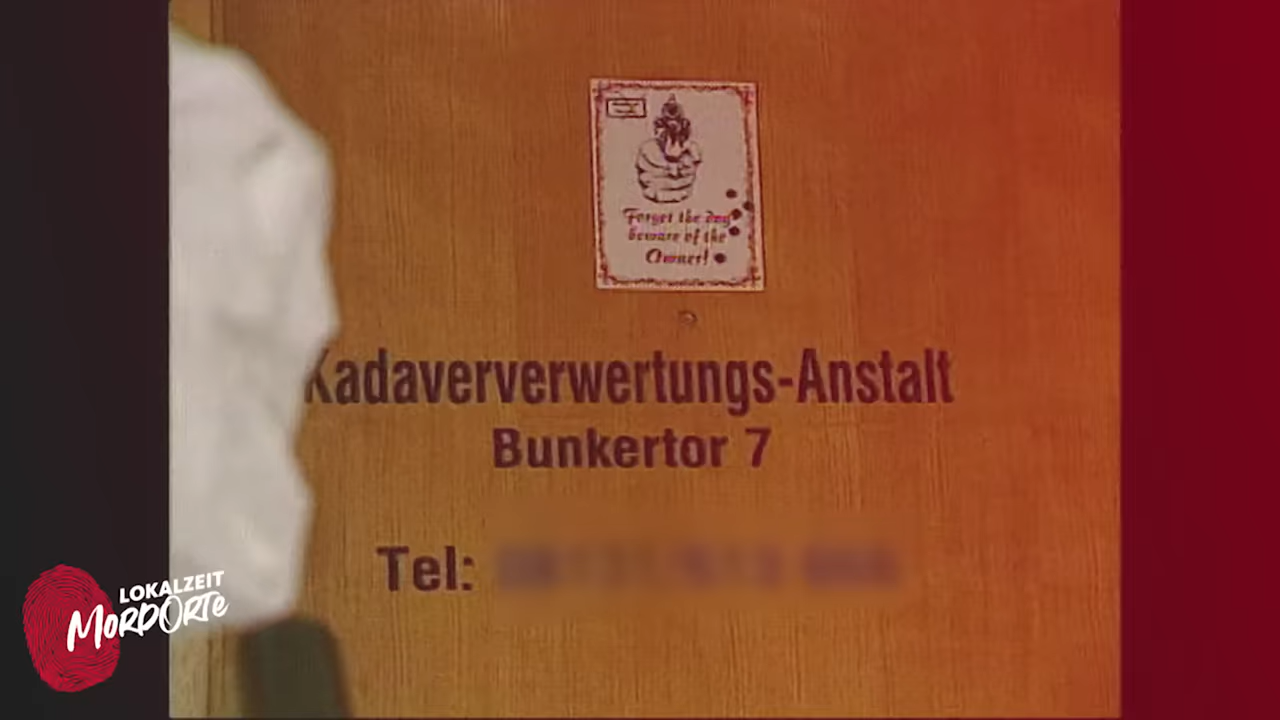 Forget the dog
beware of the
Owner!
Kadaververwertungs-Anstalt
Bunkertor 7
Tel:
LOKALZEIT
MORDORTe